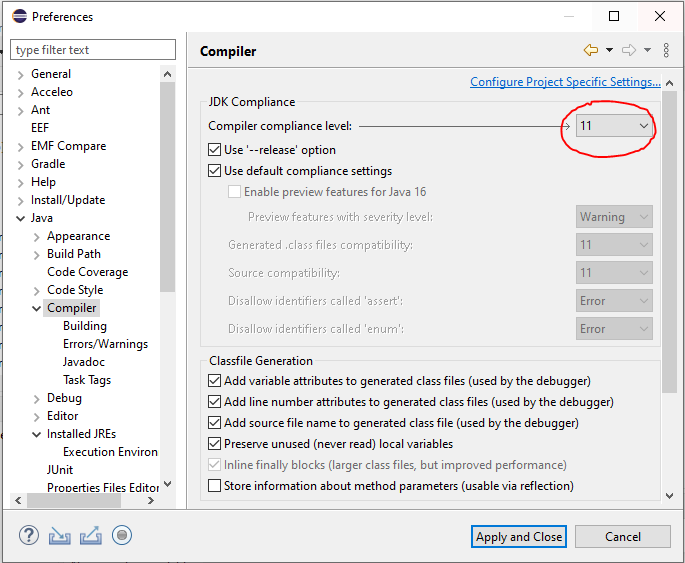 Preferences
type filter text
General
Acceleo
Ant
EEF
EMF Compare
Gradle
Help
Install/Update
Java
Appearance
Build Path
Code Coverage
Code Style
Compiler
Building
Errors/Warnings
Javadoc
Task Tags
Debug
Editor
Installed JREs
Execution Environ
JUnit
Properties Files Editor
Compiler
Configure Project Specific Settings...
JDK Compliance
Compiler compliance level: 11
Use '--release' option
Use default compliance settings
Enable preview features for Java 16
Preview features with severity level: Warning
Generated .class files compatibility: 11
Source compatibility: 11
Disallow identifiers called 'assert': Error
Disallow identifiers called 'enum': Error
Classfile Generation
Add variable attributes to generated class files (used by the debugger)
Add line number attributes to generated class files (used by the debugger)
Add source file name to generated class file (used by the debugger)
Preserve unused (never read) local variables
Inline finally blocks (larger class files, but improved performance)
Store information about method parameters (usable via reflection)
?
Apply and Close
Cancel